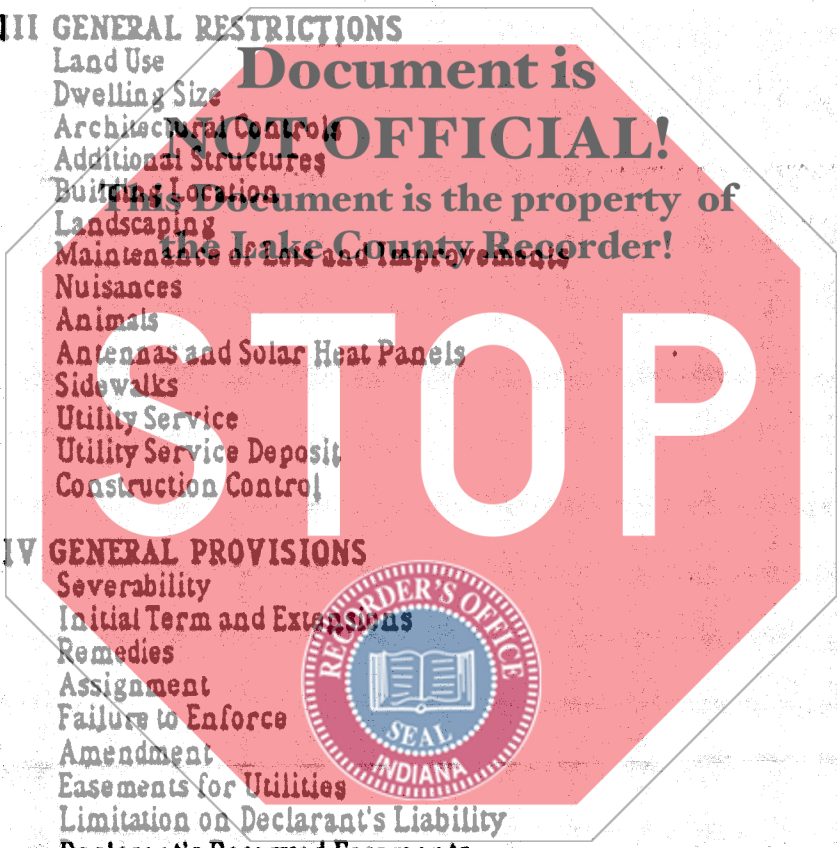 III GENERAL RESTRICTIONS
Land Use
Document is
Dwelling Size
Architectural Controls
NOT OFFICIAL!
Additional Structures
Building Location
This Document is the property of
Landscaping
the Lake County Recorder!
Maintenance of Lots and Improvements
Nuisances
Animals
Antennas and Solar Heat Panels
STOP
Sidewalks
Utility Service
Utility Service Deposit
Construction Control
IV GENERAL PROVISIONS
Severability
Initial Term and Extensions
RECORDER'S OFFICE
Remedies
Assignment
Failure to Enforce
SEAL
Amendment
INDIANA
Easements for Utilities
Limitation on Declarant's Liability
Declarant's Reserved Easements